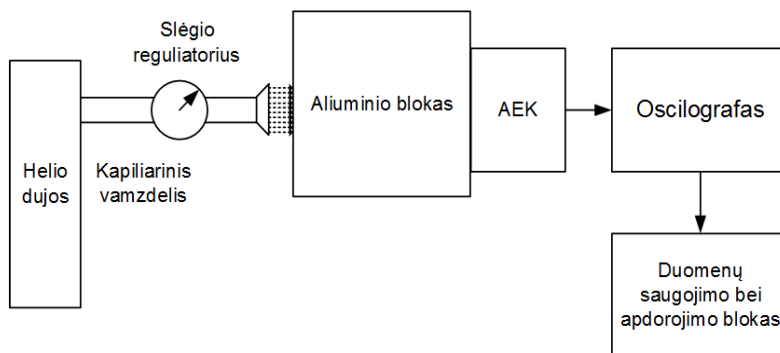 Slėgio
reguliatorius
Helio
dujos
Kapiliarinis
vamzdelis
Aliuminio blokas
AEK
Oscilografas
Duomenų
saugojimo bei
apdorojimo blokas